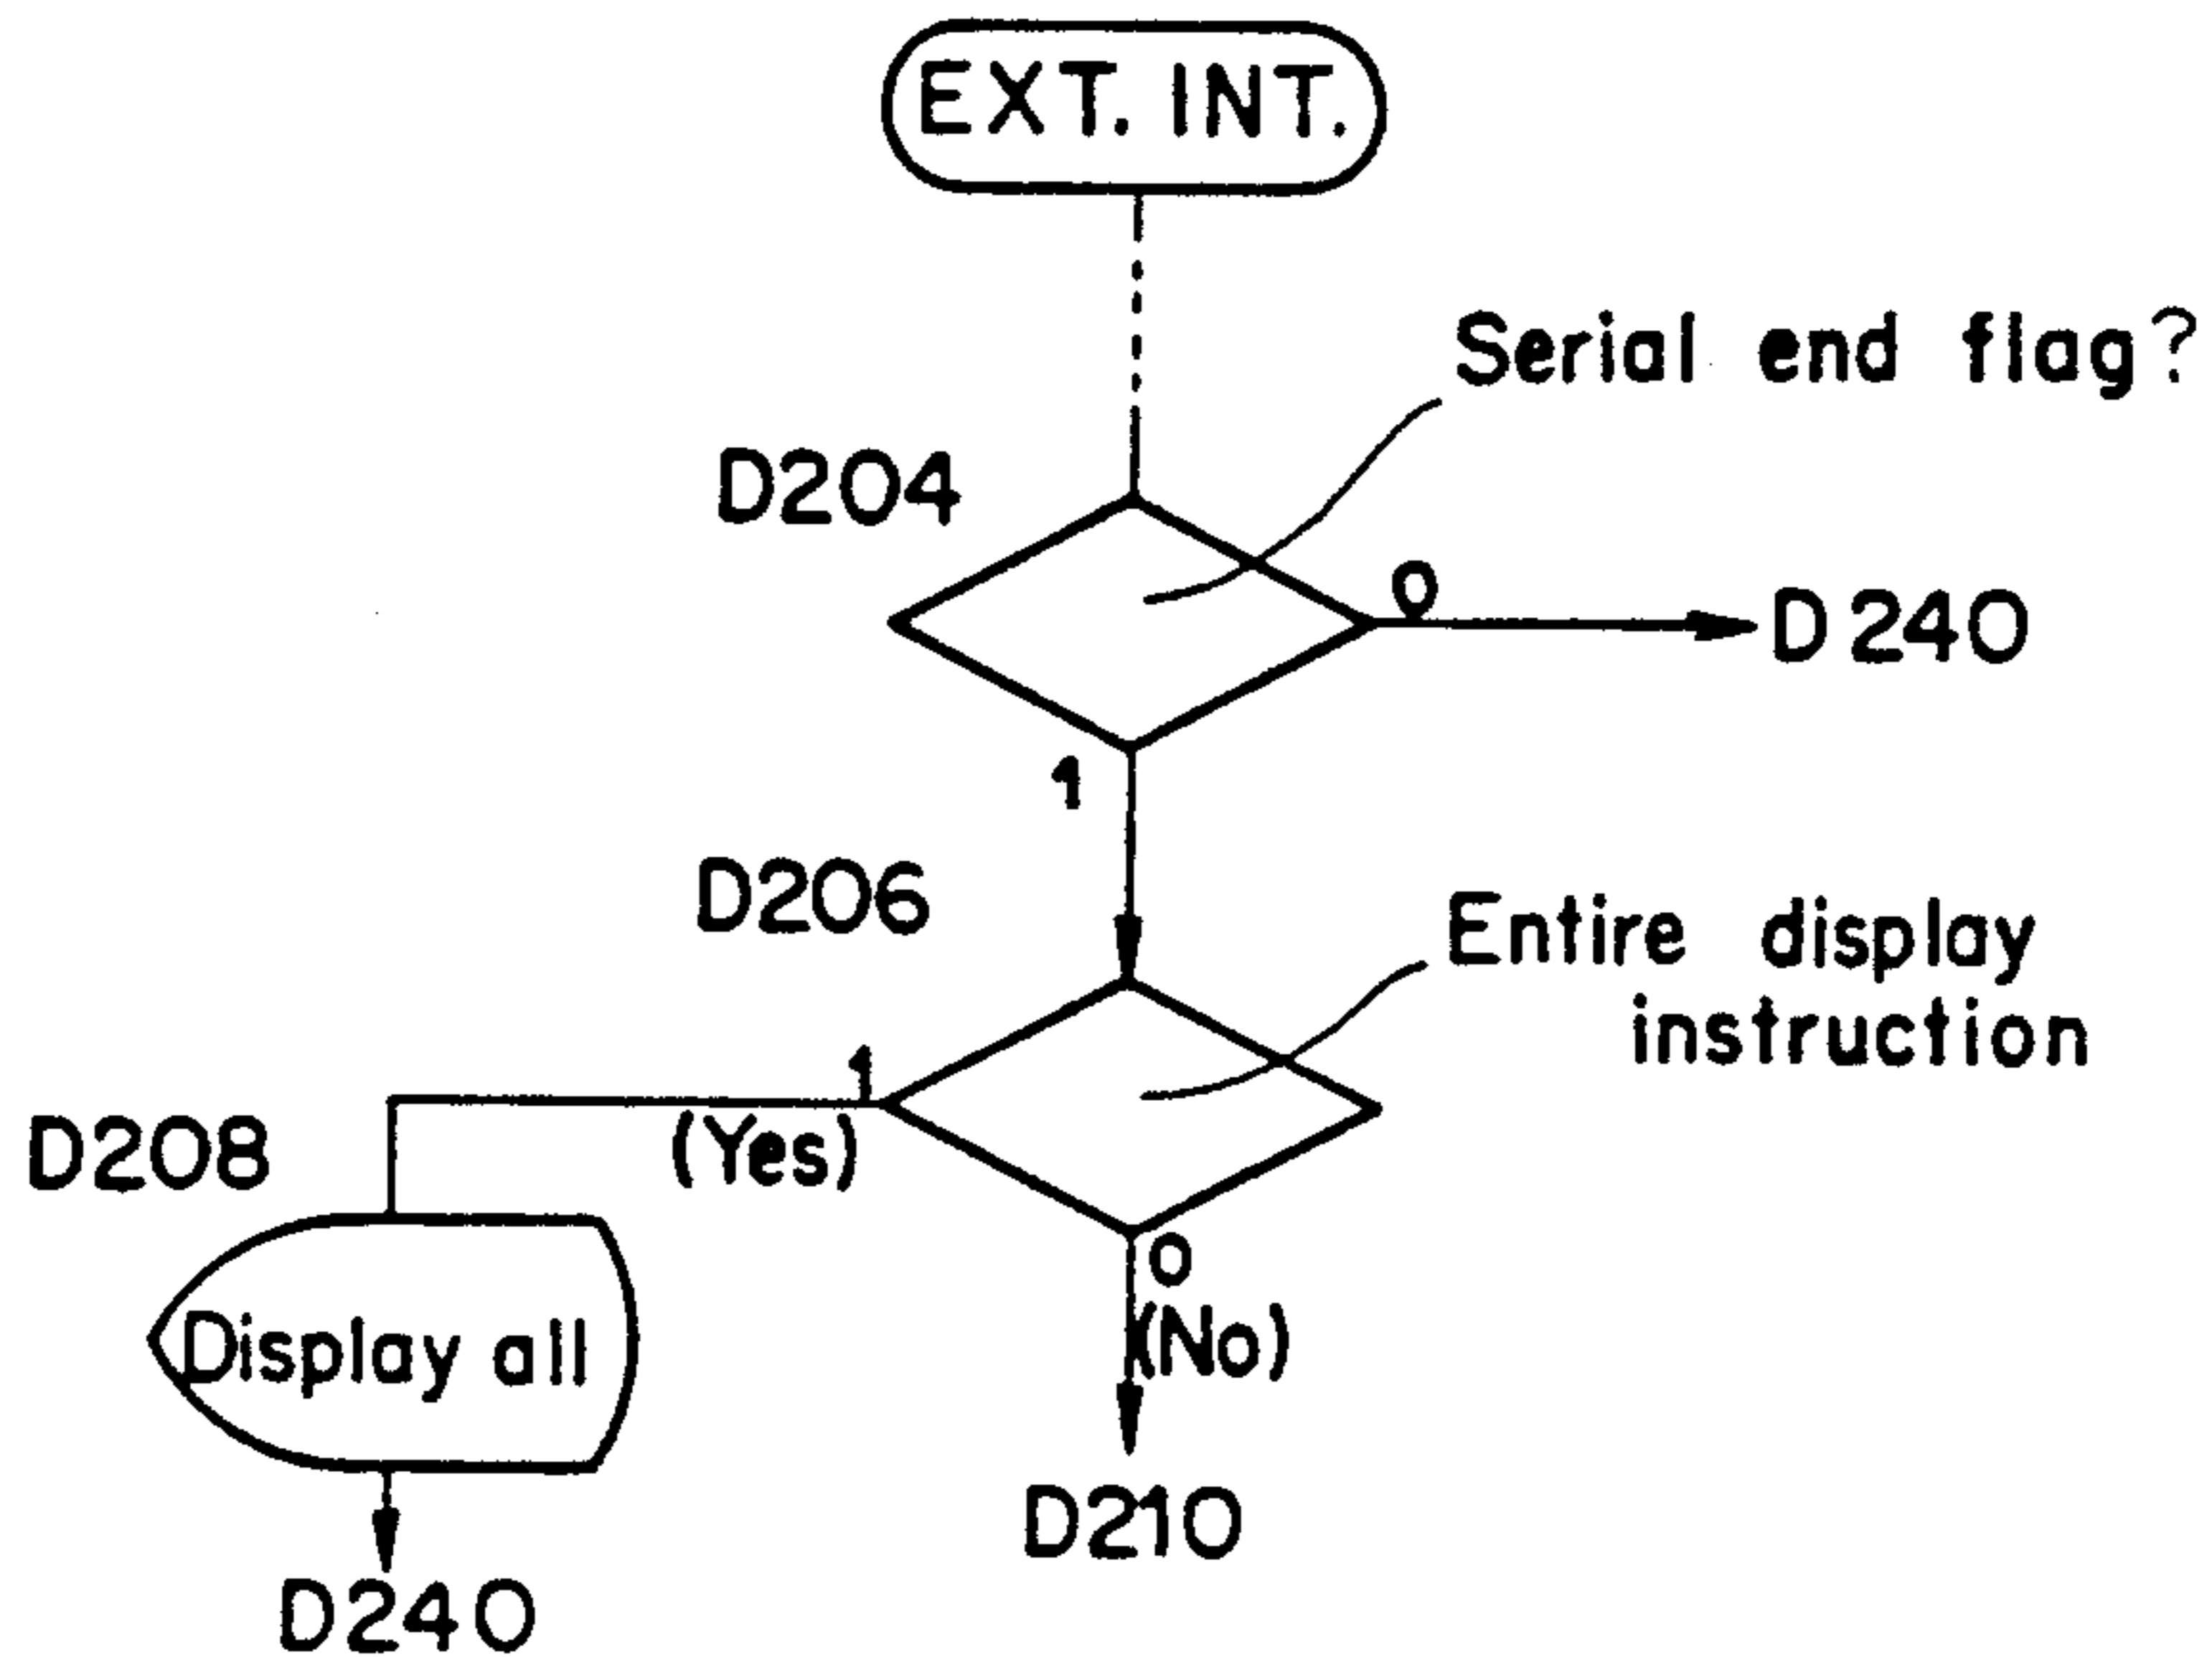 EXT. INT.
Serial end flag?
D204
0
D240
1
D206
Entire display
instruction
1
(Yes)
D208
0
(No)
Display all
D210
D240